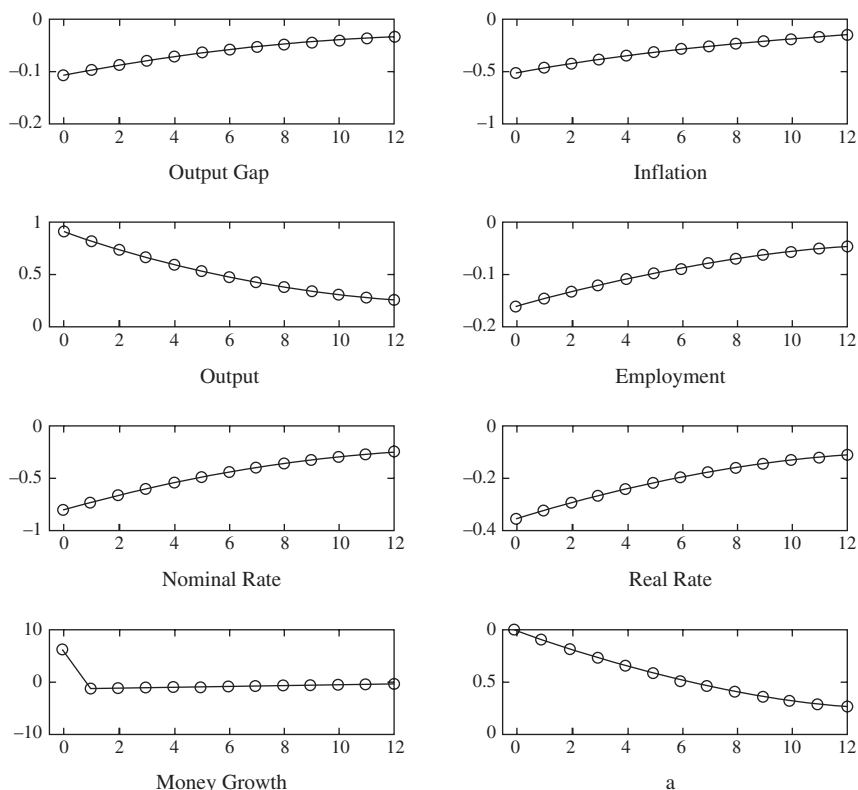 0 0
–0.1 –0.5
–0.2 –1
0 2 4 6 8 10 12 0 2 4 6 8 10 12
Output Gap Inflation
1 0
0.5 –0.1
0 –0.2
0 2 4 6 8 10 12 0 2 4 6 8 10 12
Output Employment
0 0
–0.5 –0.2
–1 –0.4
0 2 4 6 8 10 12 0 2 4 6 8 10 12
Nominal Rate Real Rate
10 0
0 0.5
–10 0
0 2 4 6 8 10 12 0 2 4 6 8 10 12
Money Growth a